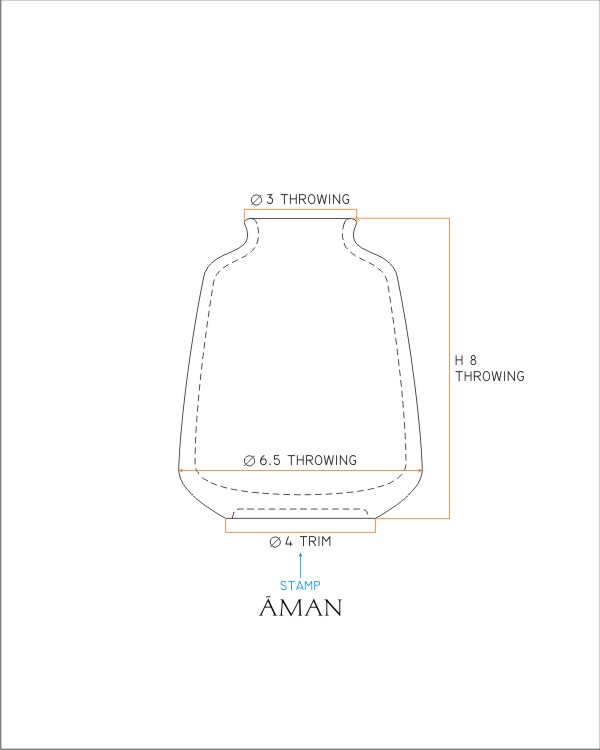 ∅ 3 THROWING
H 8
THROWING
∅ 6.5 THROWING
∅ 4 TRIM
STAMP
ĀMAN